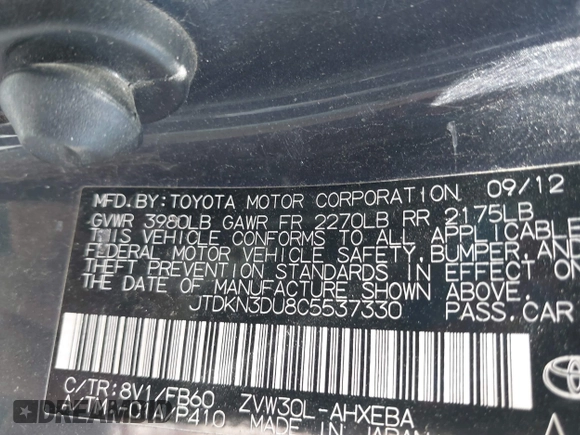 MFD. BY: TOYOTA MOTOR CORPORATION 09/12
GVWR 3980LB GAWR FR 2270LB RR 2175LB
THIS VEHICLE CONFORMS TO ALL APPLICABLE
FEDERAL MOTOR VEHICLE SAFETY, BUMPER, AND
THEFT PREVENTION STANDARDS IN EFFECT ON
THE DATE OF MANUFACTURE SHOWN ABOVE.
JTDKN3DU8C5537330 PASS. CAR
C/TR: 8V1/FB60 ZVW30L-AHXEBA
P410 MADE IN JAPAN
DIDCARWRECK